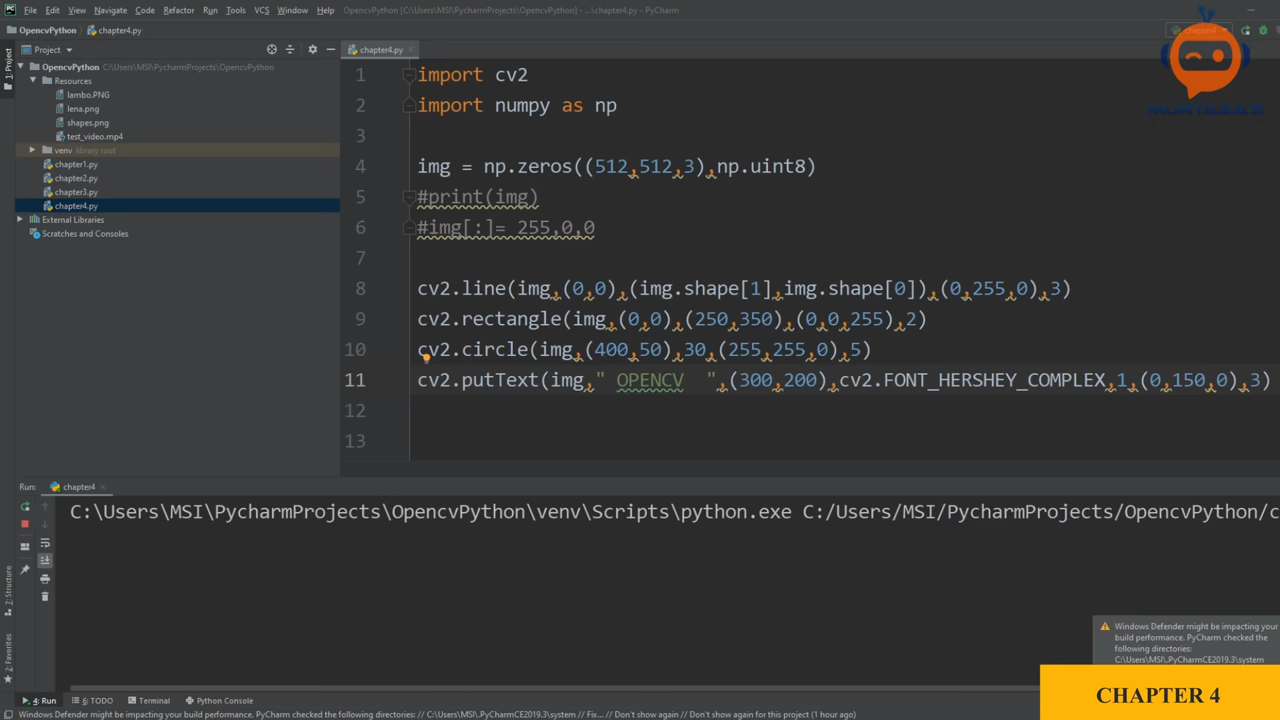 File Edit View Navigate Code Refactor Run Tools VCS Window Help OpencvPython [C:\Users\MSI\PycharmProjects\OpencvPython] - ...\chapter4.py - PyCharm
OpencvPython chapter4.py chapter4
Project chapter4.py
1: Project
OpencvPython C:\Users\MSI\PycharmProjects\OpencvPython
Resources
lambo.PNG
lena.png
shapes.png
test_video.mp4
venv library root
chapter1.py
chapter2.py
chapter3.py
chapter4.py
External Libraries
Scratches and Consoles
1 import cv2
2 import numpy as np
3
4 img = np.zeros((512,512,3),np.uint8)
5 #print(img)
6 #img[:]= 255,0,0
7
8 cv2.line(img,(0,0),(img.shape[1],img.shape[0]),(0,255,0),3)
9 cv2.rectangle(img,(0,0),(250,350),(0,0,255),2)
10 cv2.circle(img,(400,50),30,(255,255,0),5)
11 cv2.putText(img," OPENCV  ",(300,200),cv2.FONT_HERSHEY_COMPLEX,1,(0,150,0),3)
12
13
Run: chapter4
C:\Users\MSI\PycharmProjects\OpencvPython\venv\Scripts\python.exe C:/Users/MSI/PycharmProjects/OpencvPython/c
7: Structure
2: Favorites
Windows Defender might be impacting your
build performance. PyCharm checked the
following directories:
C:\Users\MSI\.PyCharmCE2019.3\system
CHAPTER 4
4: Run 6: TODO Terminal Python Console
Windows Defender might be impacting your build performance. PyCharm checked the following directories: // C:\Users\MSI\.PyCharmCE2019.3\system // Fix... // Don't show again // Don't show again for this project (1 hour ago)